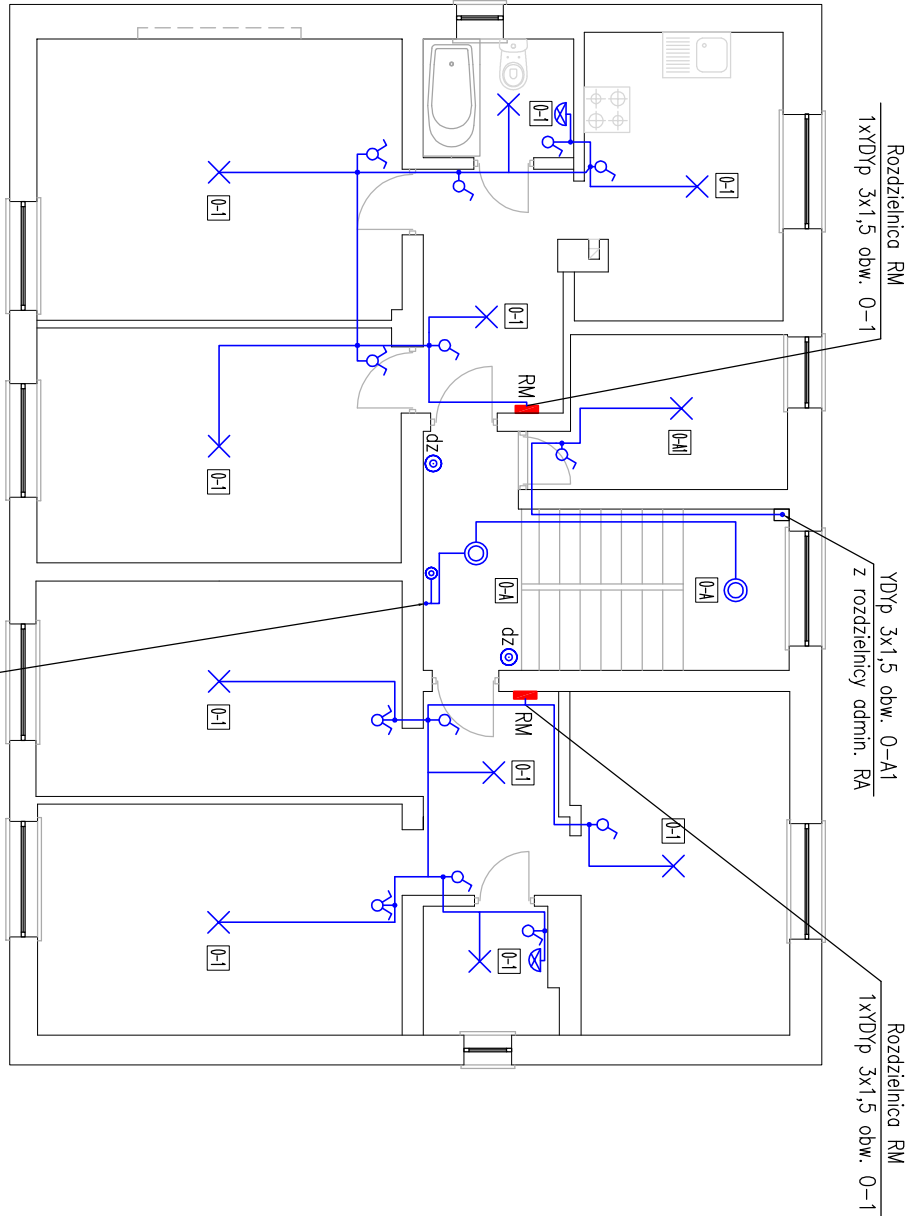 Rozdzielnica RM
1xYDYp 3x1,5 obw. O-1
YDYp 3x1,5 obw. O-A1
z rozdzielnicy admin. RA
Rozdzielnica RM
1xYDYp 3x1,5 obw. O-1
O-1
O-A
O-A1
O-1
O-1
RM
RM
O-1
O-A
dz
O-1
O-1
dz
O-1
O-1
O-1
O-1